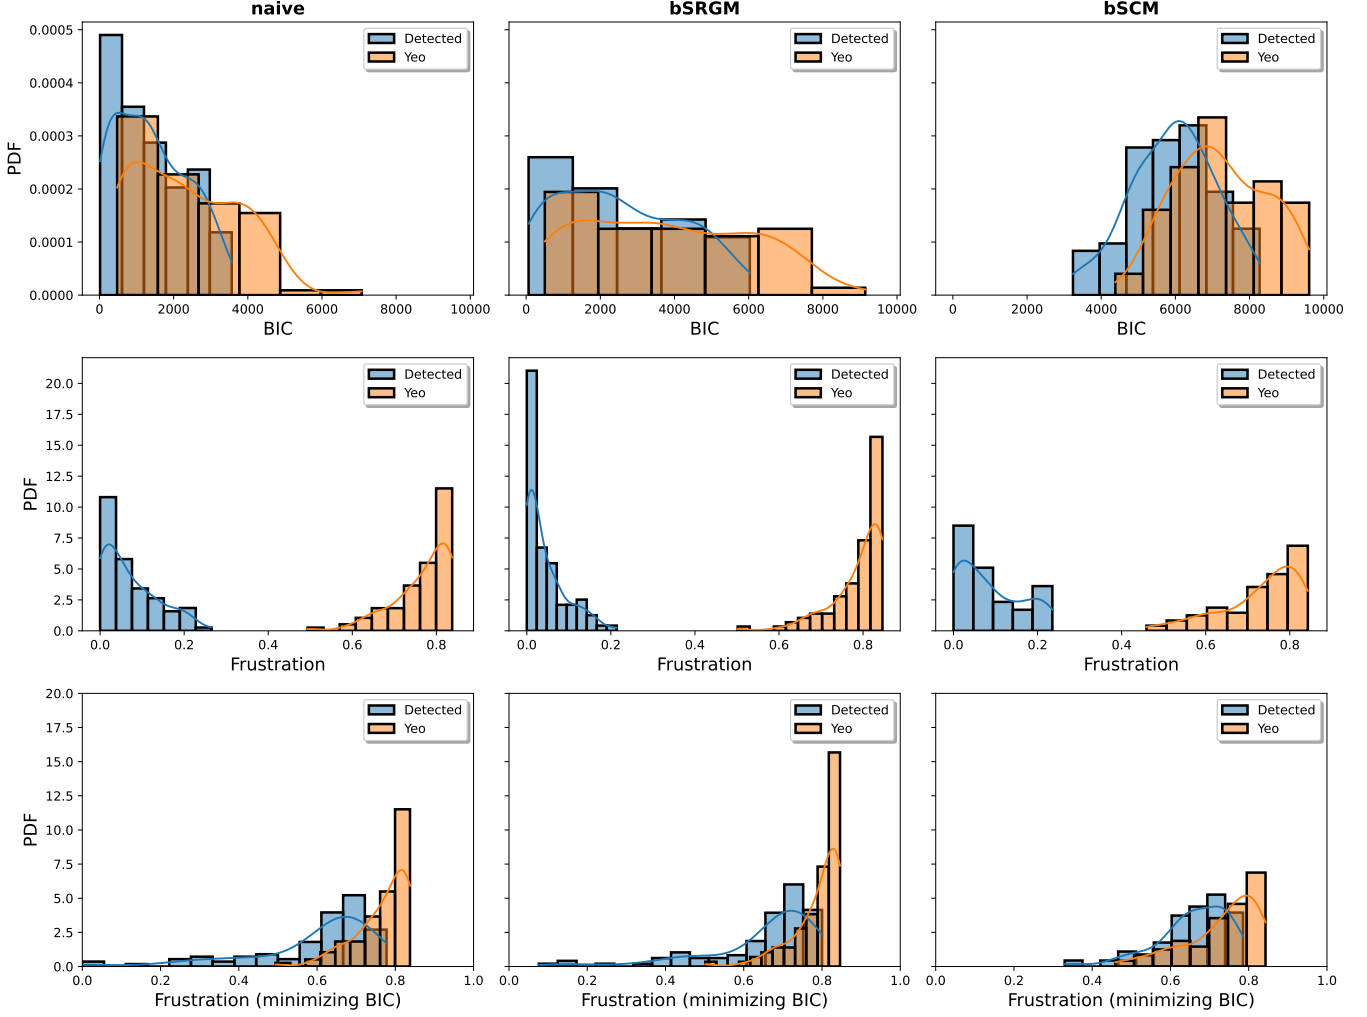 naive bSRGM bSCM
0.0005
0.0004
0.0003
0.0002
0.0001
0.0000
PDF
Detected
Yeo
Detected
Yeo
Detected
Yeo
0 2000 4000 6000 8000 10000
0 2000 4000 6000 8000 10000
0 2000 4000 6000 8000 10000
BIC BIC BIC
20.0
17.5
15.0
12.5
10.0
7.5
5.0
2.5
0.0
PDF
Detected
Yeo
Detected
Yeo
Detected
Yeo
0.0 0.2 0.4 0.6 0.8
0.0 0.2 0.4 0.6 0.8
0.0 0.2 0.4 0.6 0.8
Frustration Frustration Frustration
20.0
17.5
15.0
12.5
10.0
7.5
5.0
2.5
0.0
PDF
Detected
Yeo
Detected
Yeo
Detected
Yeo
0.0 0.2 0.4 0.6 0.8 1.0
0.0 0.2 0.4 0.6 0.8 1.0
0.0 0.2 0.4 0.6 0.8 1.0
Frustration (minimizing BIC) Frustration (minimizing BIC) Frustration (minimizing BIC)